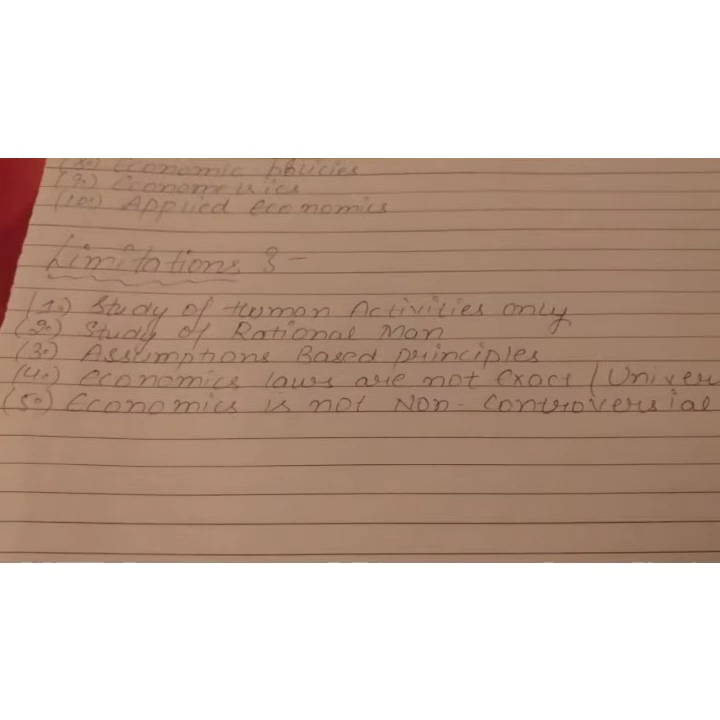 (8.) Economic policies
(9.) Econometrics
(10.) Applied economics
Limitations :-
(1.) Study of Human Activities only
(2.) Study of Rational Man
(3.) Assumptions Based principles
(4.) economics laws are not exact (Univer
(5.) Economics is not Non-Controversial